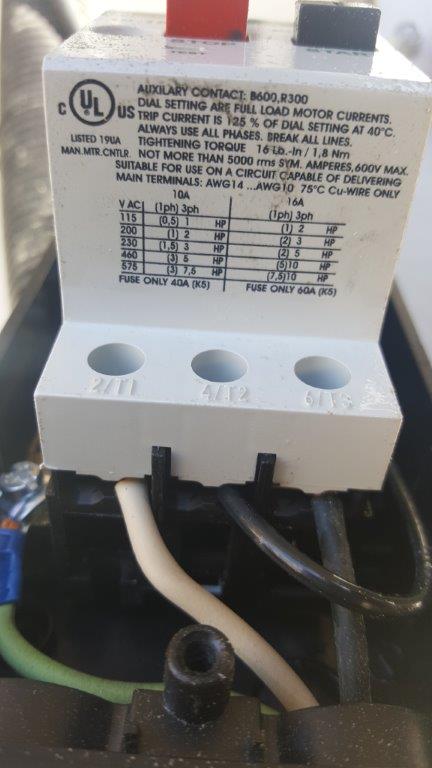 STOP
START
C UL US
LISTED 19UA
MAN.MTR.CNTLR.
AUXILARY CONTACT: B600,R300
DIAL SETTING ARE FULL LOAD MOTOR CURRENTS.
TRIP CURRENT IS 125 % OF DIAL SETTING AT 40°C.
ALWAYS USE ALL PHASES. BREAK ALL LINES.
TIGHTENING TORQUE 16 Lb.-In / 1,8 Nm
NOT MORE THAN 5000 rms SYM. AMPERES,600V MAX.
SUITABLE FOR USE ON A CIRCUIT CAPABLE OF DELIVERING
MAIN TERMINALS: AWG14 ...AWG10 75°C Cu-WIRE ONLY
10A 16A
V AC (1ph) 3ph (1ph) 3ph
115 (0,5) 1 HP (1) 2 HP
200 (1) 2 HP (2) 3 HP
230 (1,5) 3 HP (2) 5 HP
460 (3) 5 HP (5) 10 HP
575 (3) 7,5 HP (7,5) 10 HP
FUSE ONLY 40A (K5) FUSE ONLY 60A (K5)
2/T1 4/T2 6/T3